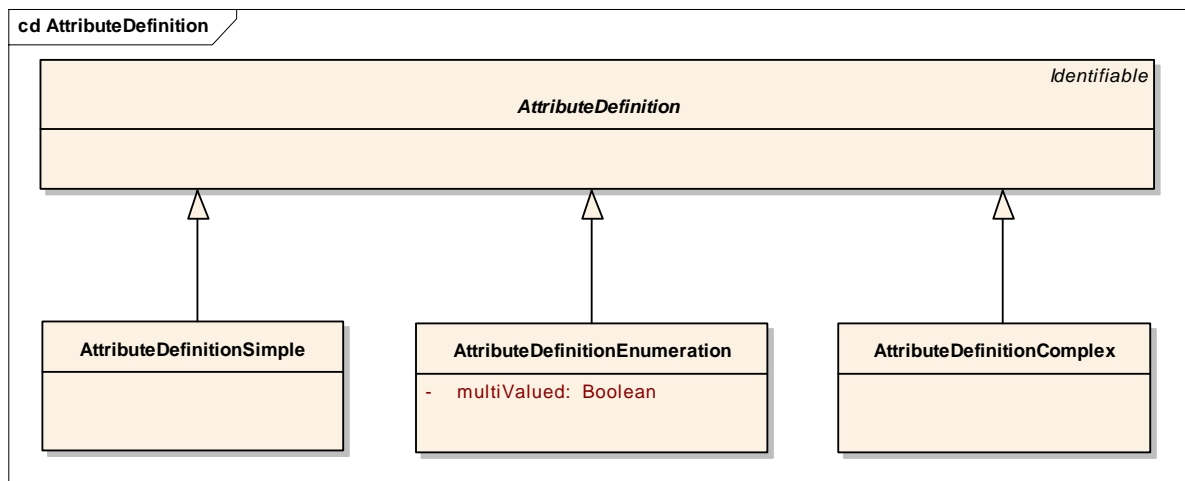 cd AttributeDefinition
Identifiable
AttributeDefinition
AttributeDefinitionSimple
AttributeDefinitionEnumeration
- multiValued: Boolean
AttributeDefinitionComplex